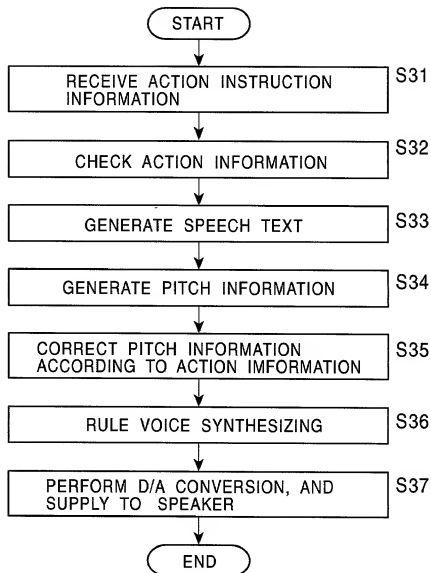 START
RECEIVE ACTION INSTRUCTION
INFORMATION
S31
CHECK ACTION INFORMATION
S32
GENERATE SPEECH TEXT
S33
GENERATE PITCH INFORMATION
S34
CORRECT PITCH INFORMATION
ACCORDING TO ACTION IMFORMATION
S35
RULE VOICE SYNTHESIZING
S36
PERFORM D/A CONVERSION, AND
SUPPLY TO SPEAKER
S37
END